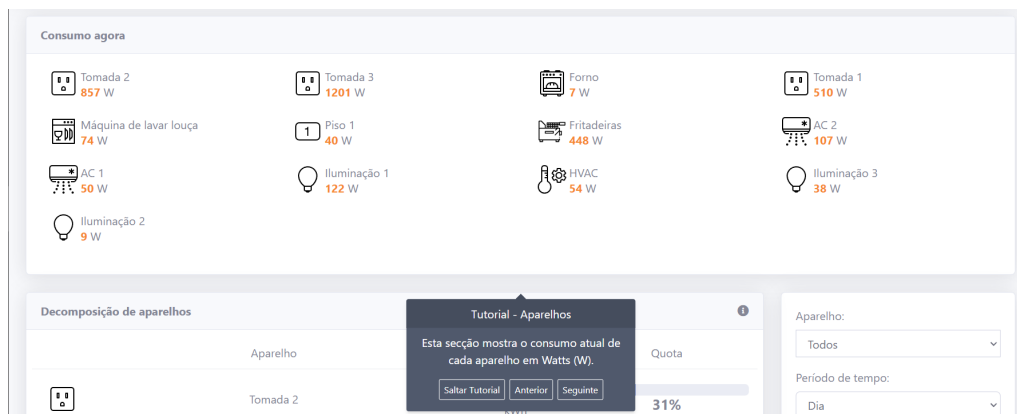 Consumo agora
Tomada 2
857 W
Tomada 3
1201 W
Forno
7 W
Tomada 1
510 W
Máquina de lavar louça
74 W
1
Piso 1
40 W
Fritadeiras
448 W
AC 2
107 W
AC 1
50 W
Iluminação 1
122 W
HVAC
54 W
Iluminação 3
38 W
Iluminação 2
9 W
Decomposição de aparelhos
Tutorial - Aparelhos
Esta secção mostra o consumo atual de
cada aparelho em Watts (W).
Saltar Tutorial Anterior Seguinte
Aparelho Quota
Tomada 2 31%
Aparelho:
Todos
Período de tempo:
Dia